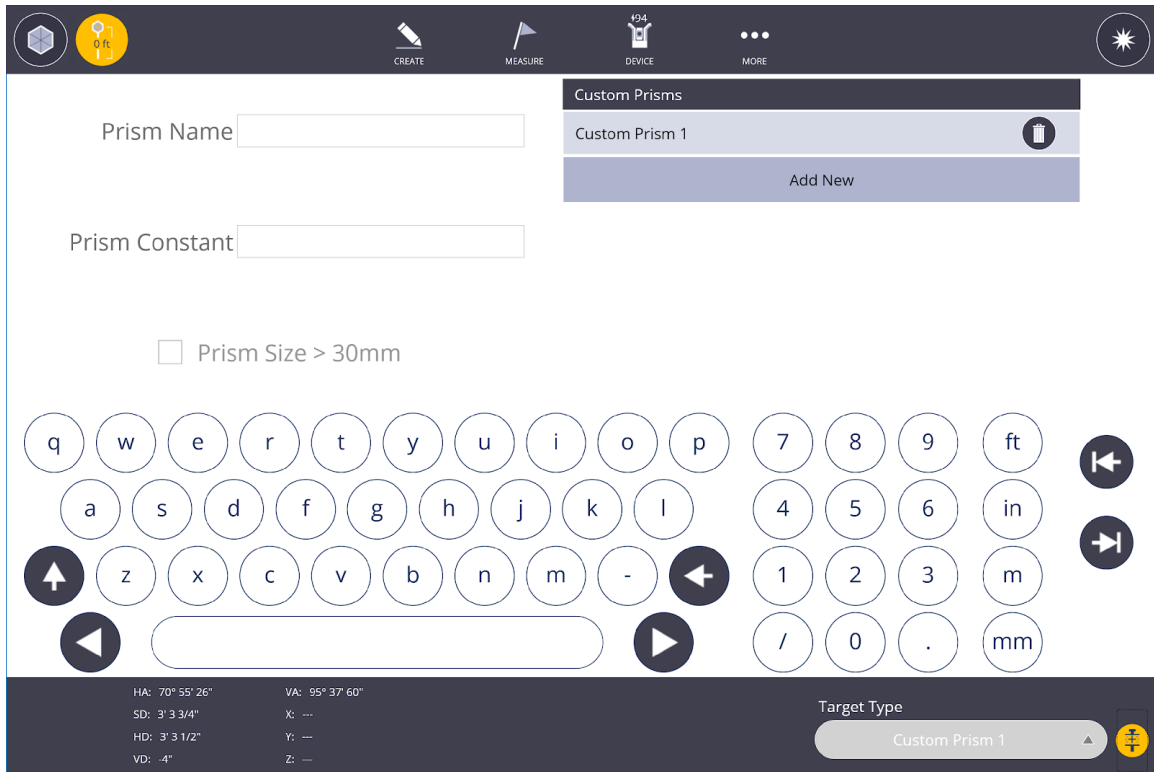 0 ft
CREATE
MEASURE
94
DEVICE
MORE
Prism Name
Custom Prisms
Custom Prism 1
Add New
Prism Constant
Prism Size > 30mm
q w e r t y u i o p 7 8 9 ft
a s d f g h j k l 4 5 6 in
z x c v b n m - 1 2 3 m
/ 0 . mm
HA: 70° 55' 26" VA: 95° 37' 60"
SD: 3' 3 3/4" X: ---
HD: 3' 3 1/2" Y: ---
VD: -4" Z: ---
Target Type
Custom Prism 1